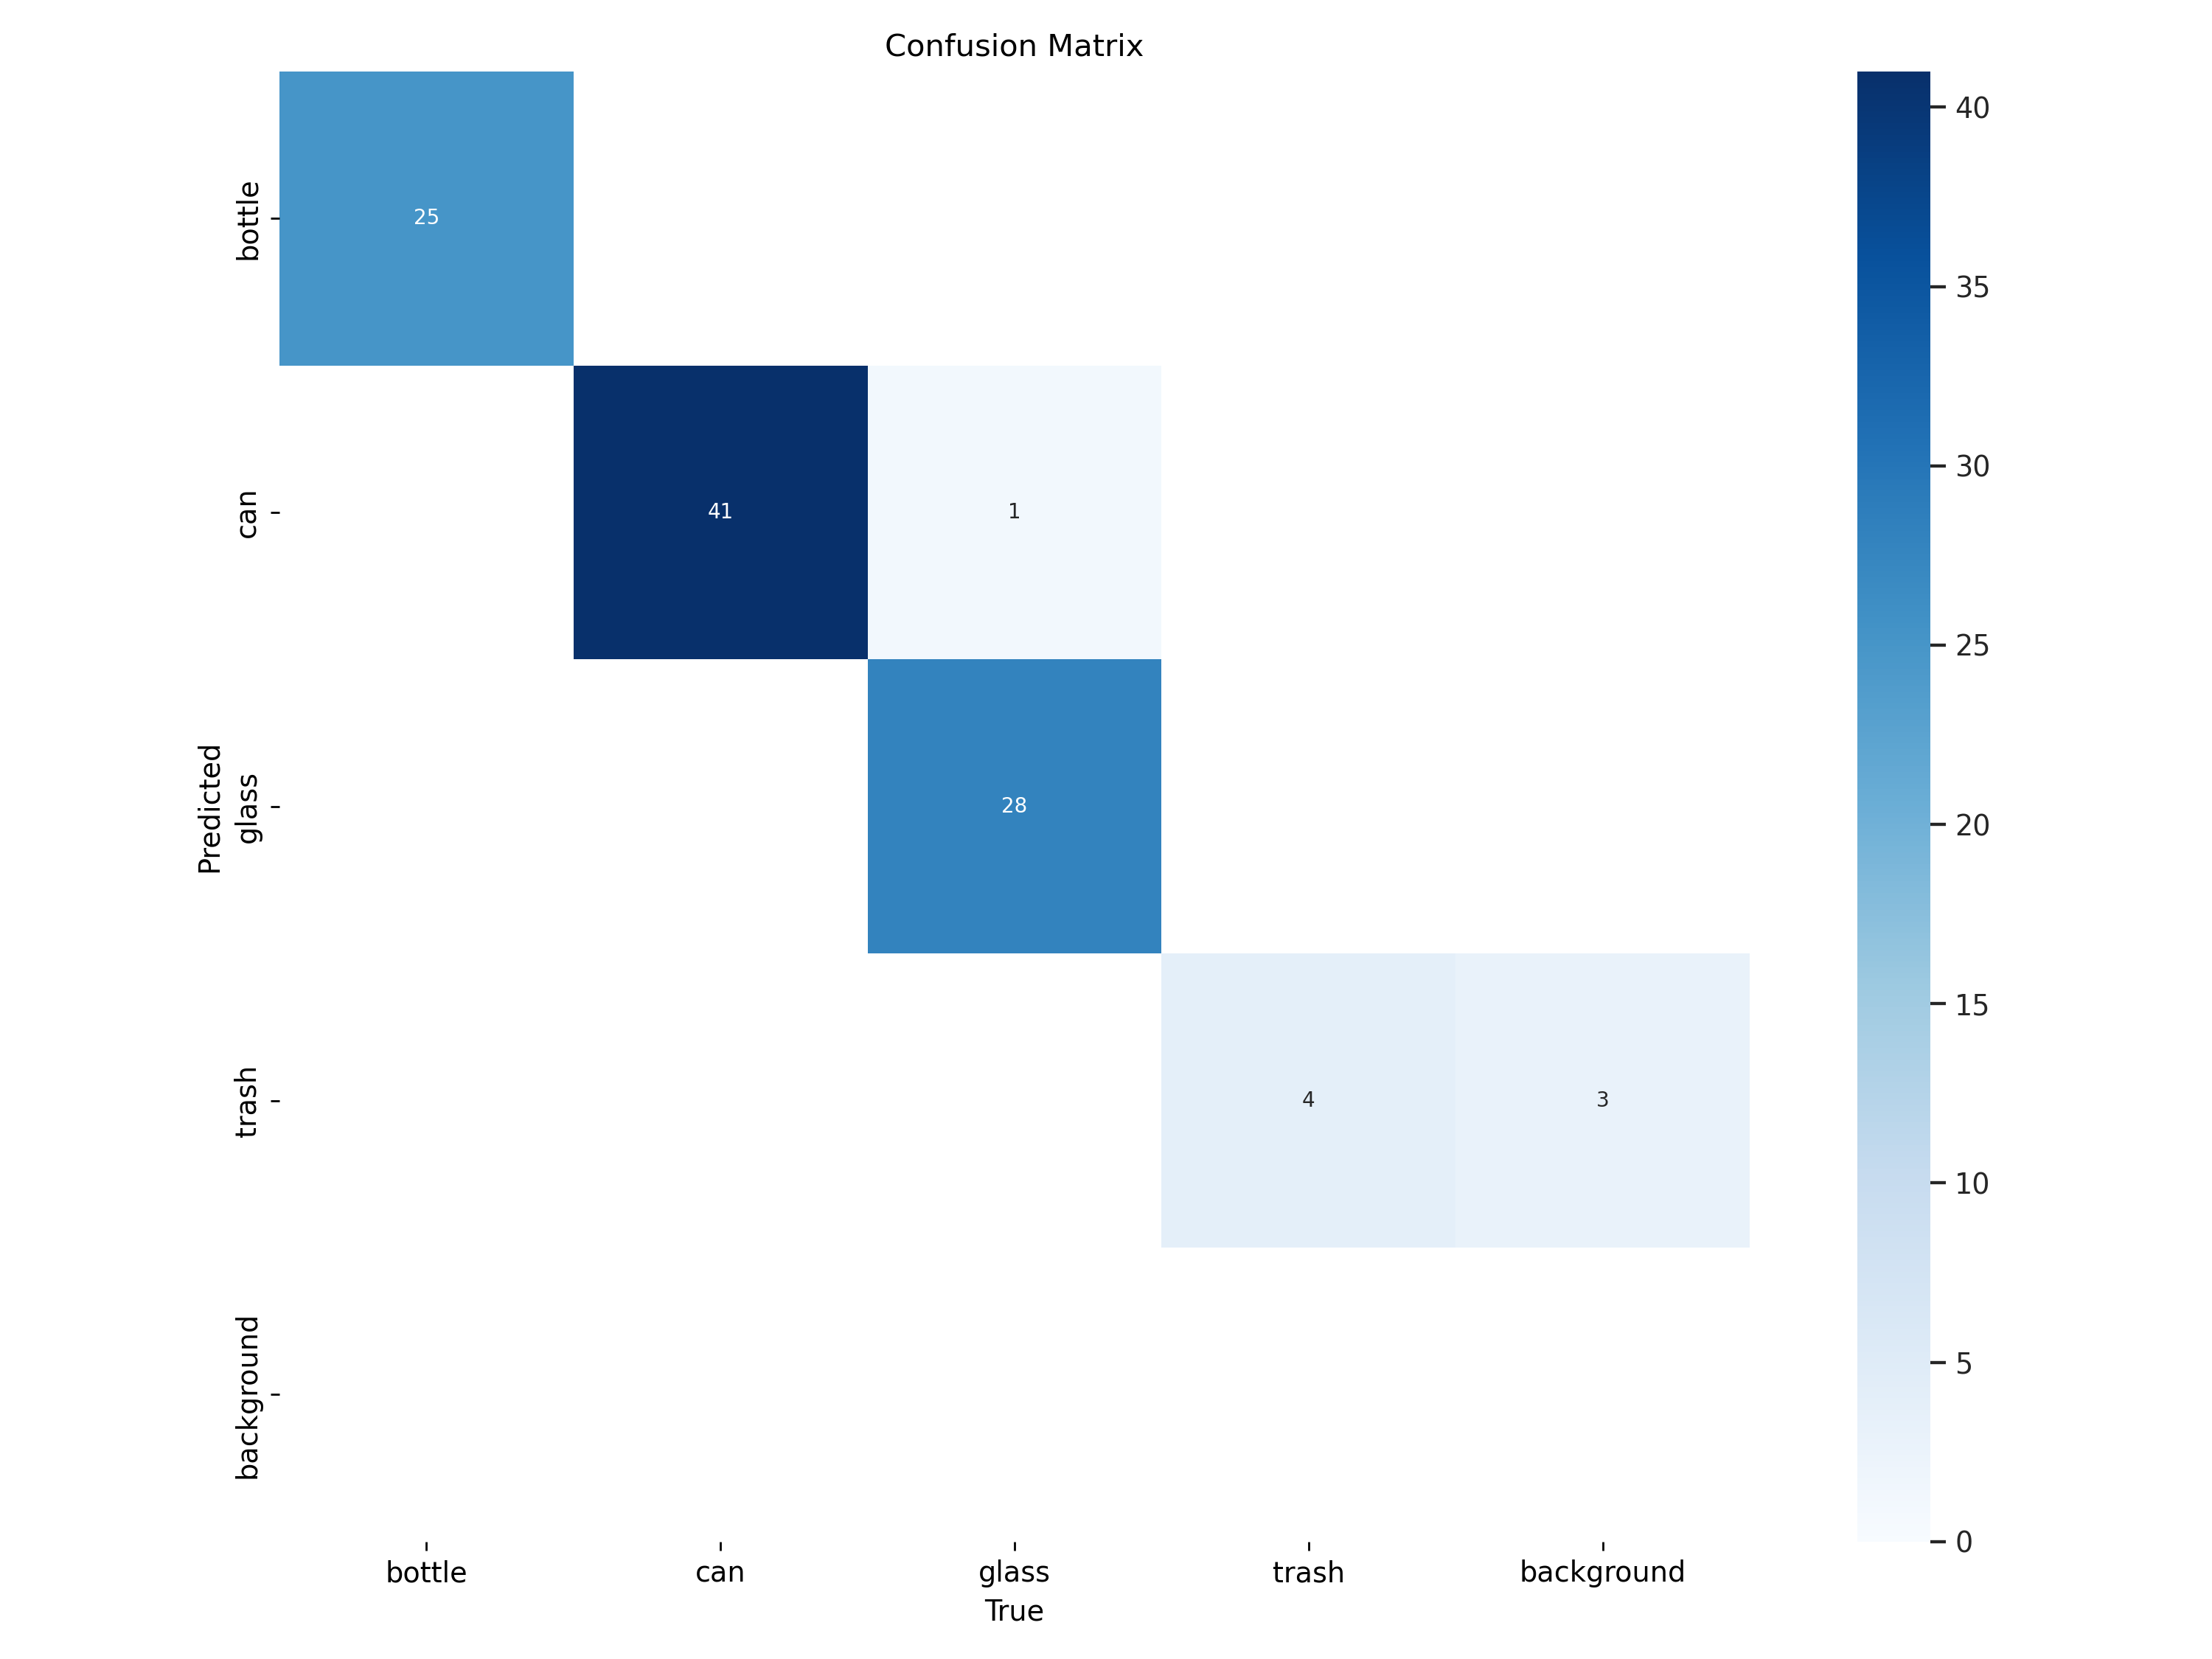 Confusion Matrix
bottle
can
glass
trash
background
Predicted
25
41
1
28
4
3
bottle
can
glass
trash
background
True
40
35
30
25
20
15
10
5
0